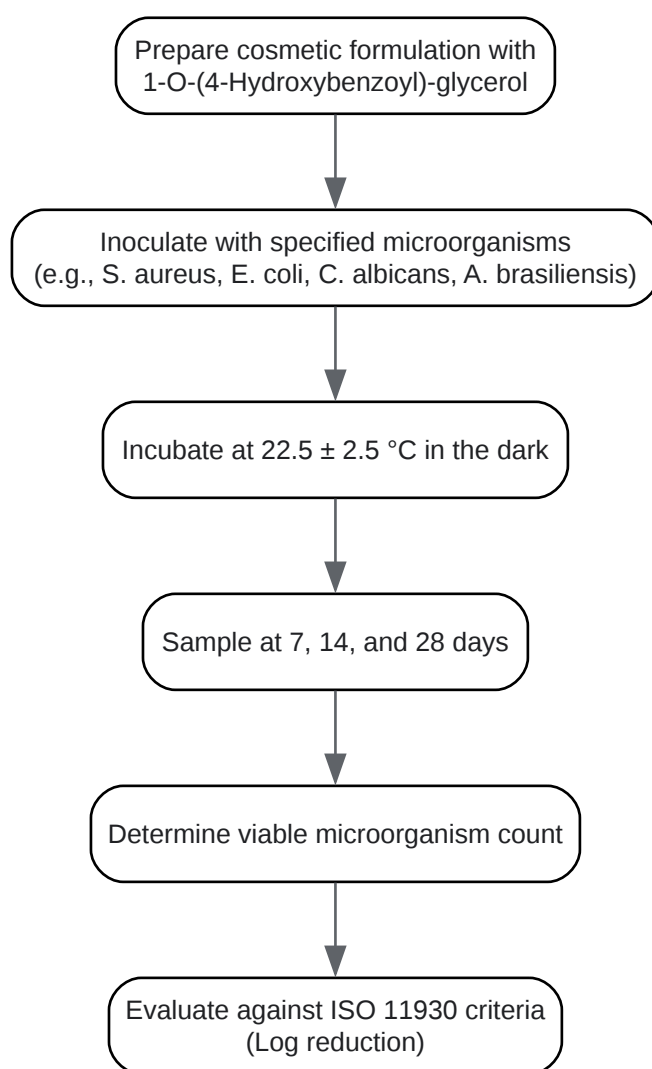 Prepare cosmetic formulation with
1-O-(4-Hydroxybenzoyl)-glycerol
Inoculate with specified microorganisms
(e.g., S. aureus, E. coli, C. albicans, A. brasiliensis)
Incubate at 22.5 ± 2.5 °C in the dark
Sample at 7, 14, and 28 days
Determine viable microorganism count
Evaluate against ISO 11930 criteria
(Log reduction)